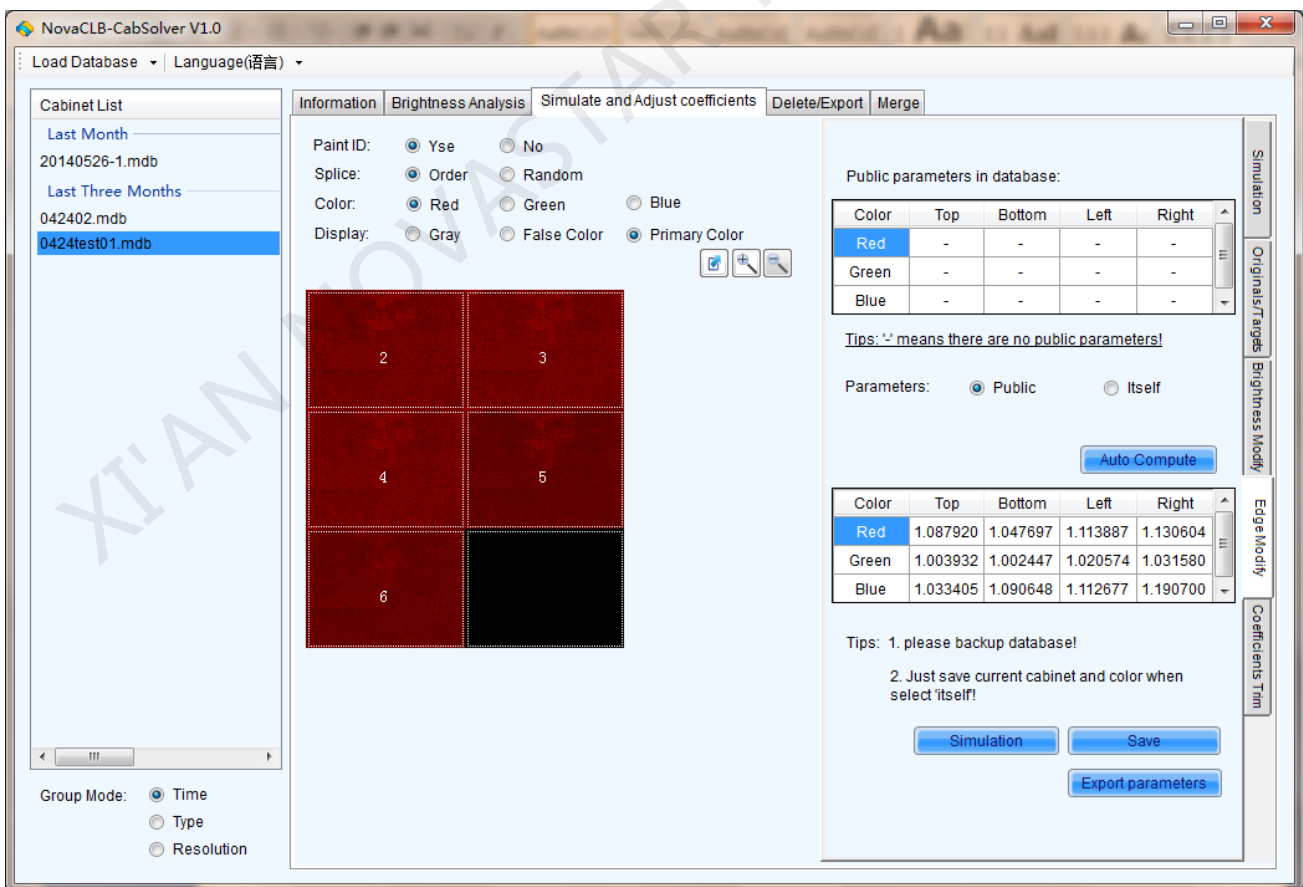 NovaCLB-CabSolver V1.0
Load Database
Language(语言)
Cabinet List
Last Month
20140526-1.mdb
Last Three Months
042402.mdb
0424test01.mdb
Group Mode:
Time
Type
Resolution
Information Brightness Analysis Simulate and Adjust coefficients Delete/Export Merge
Paint ID: Yse No
Splice: Order Random
Color: Red Green Blue
Display: Gray False Color Primary Color
2 3
4 5
6
Public parameters in database:
Color Top Bottom Left Right
Red - - - -
Green - - - -
Blue - - - -
Tips: '-' means there are no public parameters!
Parameters: Public Itself
Auto Compute
Color Top Bottom Left Right
Red 1.087920 1.047697 1.113887 1.130604
Green 1.003932 1.002447 1.020574 1.031580
Blue 1.033405 1.090648 1.112677 1.190700
Tips: 1. please backup database!
2. Just save current cabinet and color when
select 'itself'!
Simulation Save
Export parameters
Simulation
Originals/Targets
Brightness Modify
Edge Modify
Coefficients Trim
XI'AN NOVASTAR